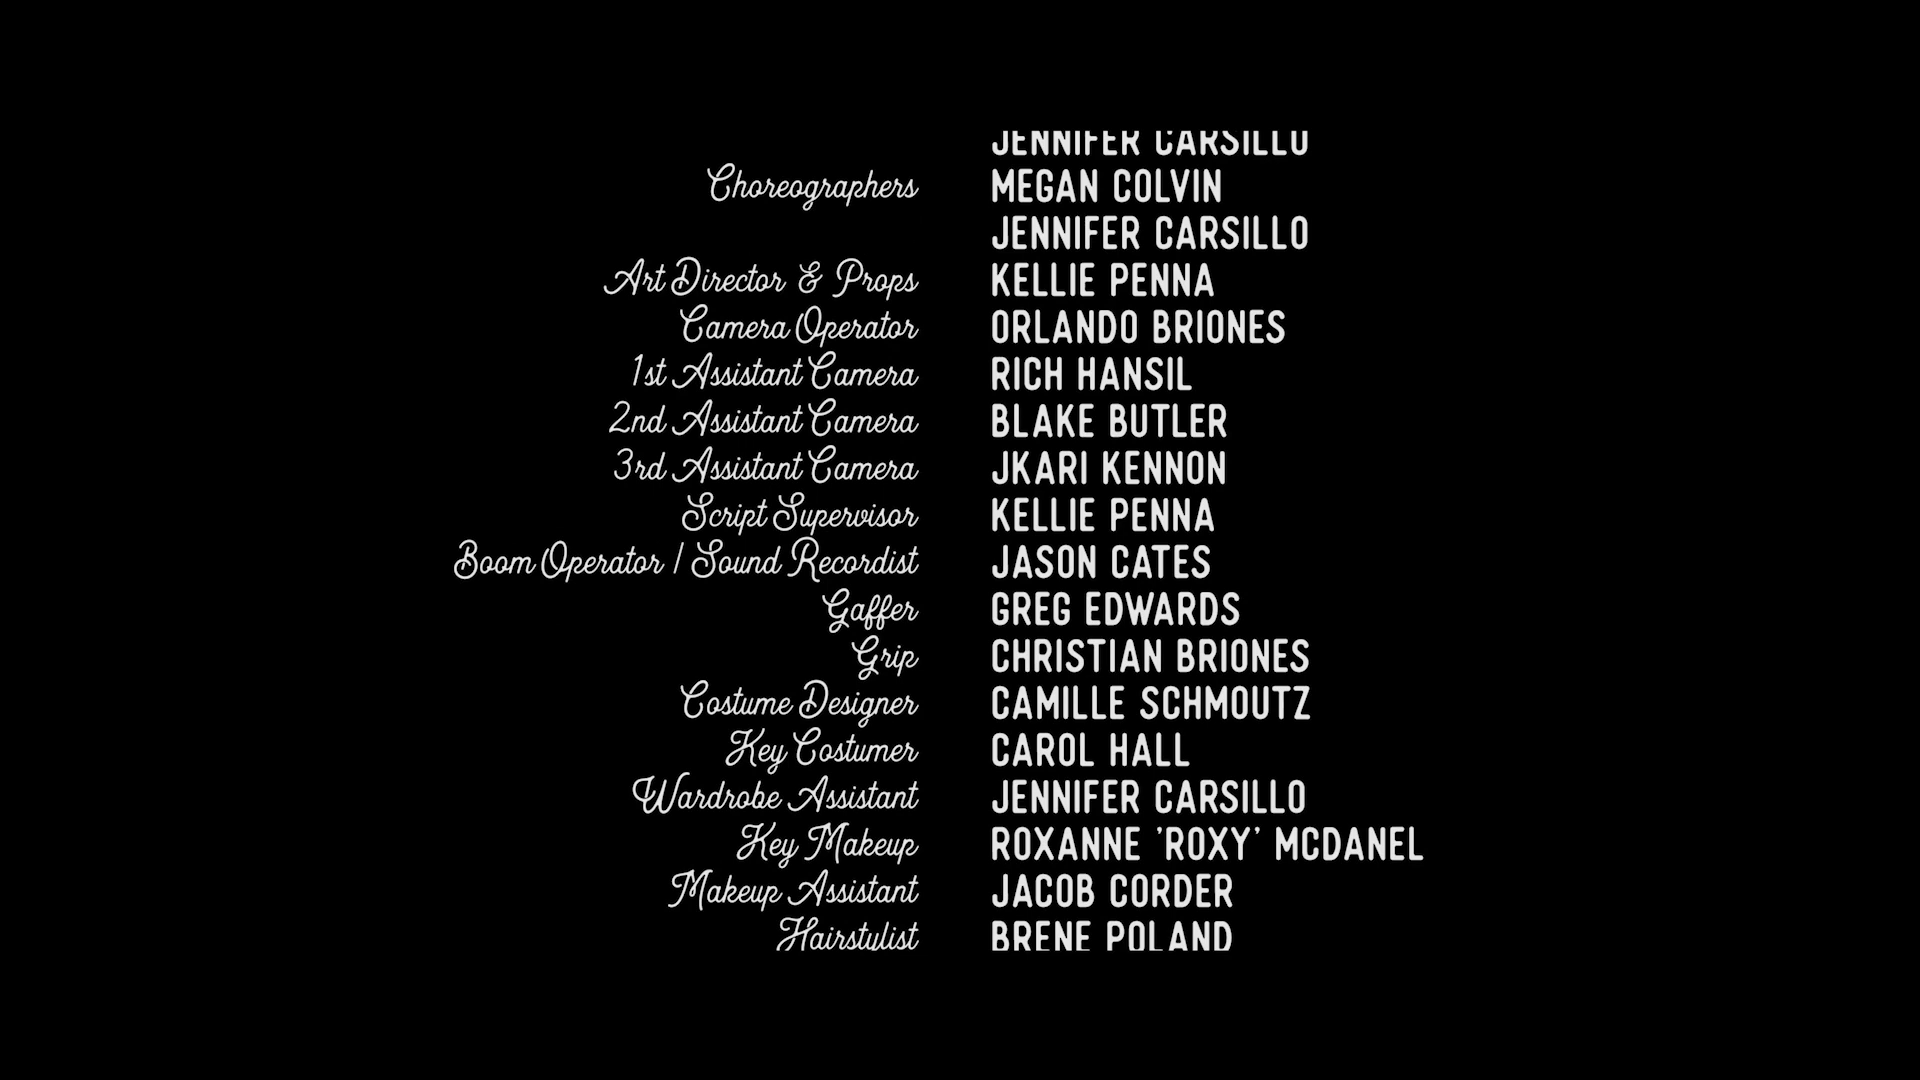 JENNIFER CARSILLO
Choreographers MEGAN COLVIN
JENNIFER CARSILLO
Art Director & Props KELLIE PENNA
Camera Operator ORLANDO BRIONES
1st Assistant Camera RICH HANSIL
2nd Assistant Camera BLAKE BUTLER
3rd Assistant Camera JKARI KENNON
Script Supervisor KELLIE PENNA
Boom Operator / Sound Recordist JASON CATES
Gaffer GREG EDWARDS
Grip CHRISTIAN BRIONES
Costume Designer CAMILLE SCHMOUTZ
Key Costumer CAROL HALL
Wardrobe Assistant JENNIFER CARSILLO
Key Makeup ROXANNE 'ROXY' MCDANEL
Makeup Assistant JACOB CORDER
Hairstylist BRENE POLAND